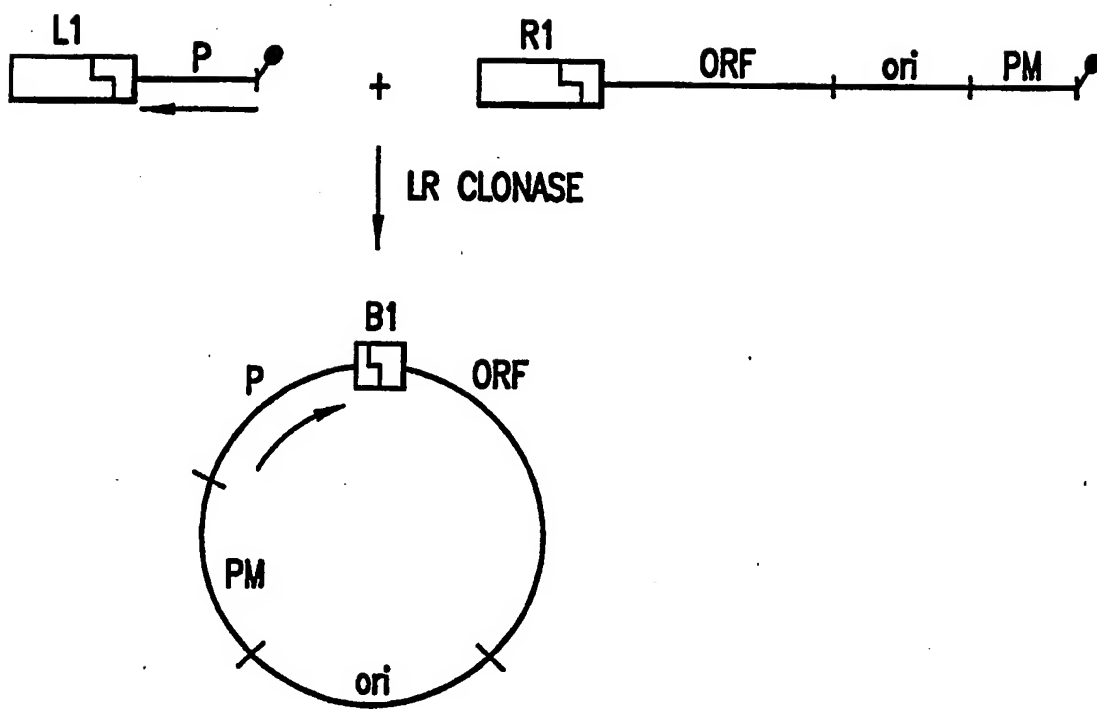 L1 P + R1 ORF ori PM
LR CLONASE
B1
P ORF
PM
ori